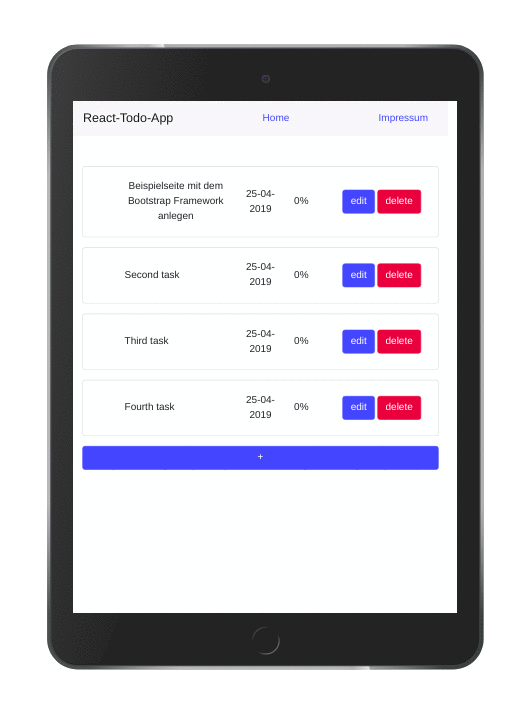 React-Todo-App Home Impressum
Beispielseite mit dem
Bootstrap Framework
anlegen
25-04-
2019
0%
edit delete
Second task
25-04-
2019
0%
edit delete
Third task
25-04-
2019
0%
edit delete
Fourth task
25-04-
2019
0%
edit delete
+